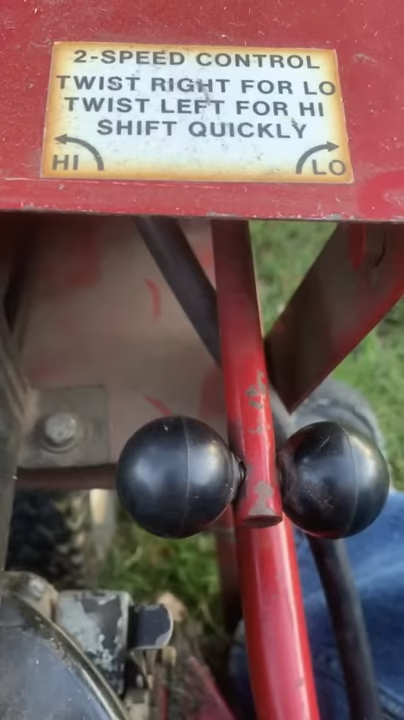 2-SPEED CONTROL
TWIST RIGHT FOR LO
TWIST LEFT FOR HI
SHIFT QUICKLY
HI LO